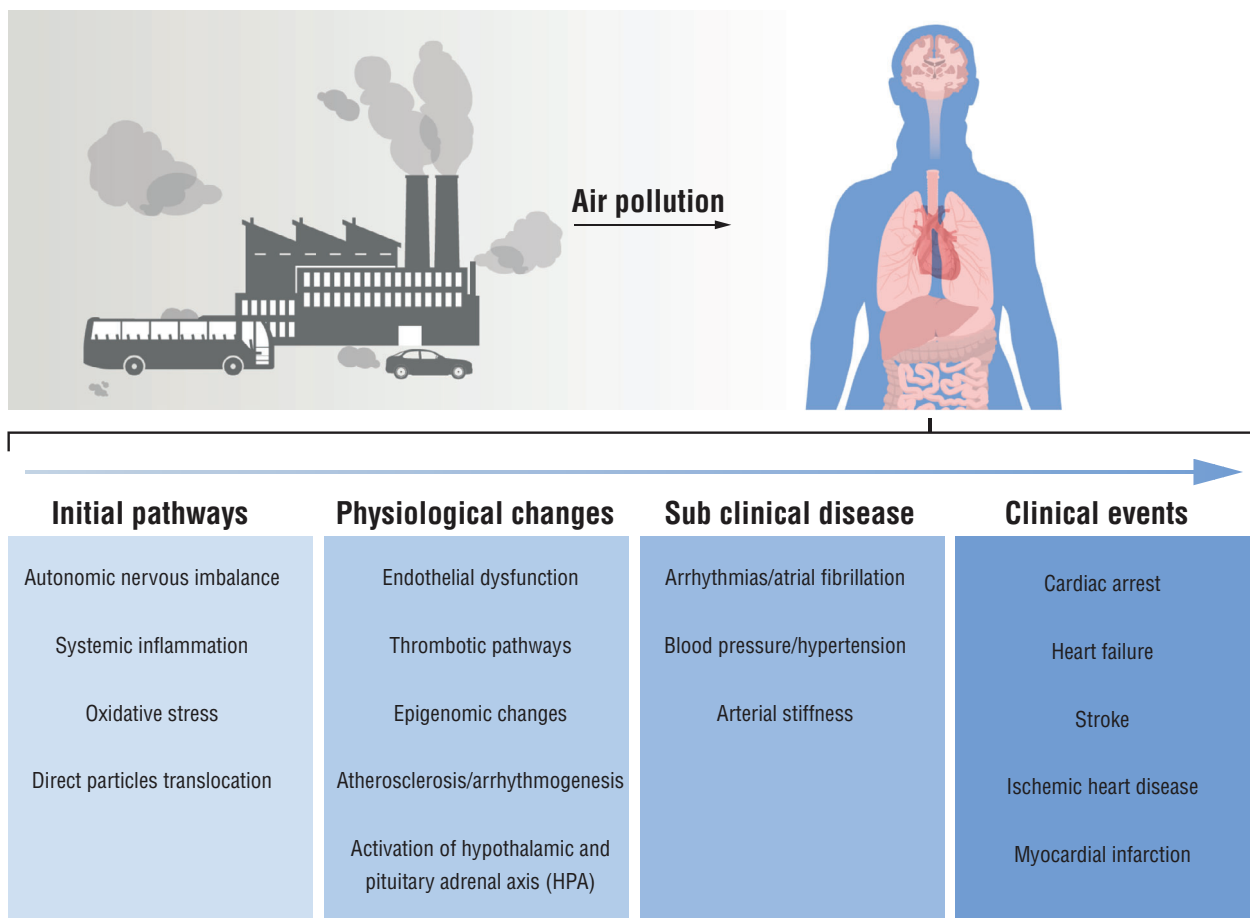 Air pollution
Initial pathways
Autonomic nervous imbalance
Systemic inflammation
Oxidative stress
Direct particles translocation
Physiological changes
Endothelial dysfunction
Thrombotic pathways
Epigenomic changes
Atherosclerosis/arrhythmogenesis
Activation of hypothalamic and
pituitary adrenal axis (HPA)
Sub clinical disease
Arrhythmias/atrial fibrillation
Blood pressure/hypertension
Arterial stiffness
Clinical events
Cardiac arrest
Heart failure
Stroke
Ischemic heart disease
Myocardial infarction